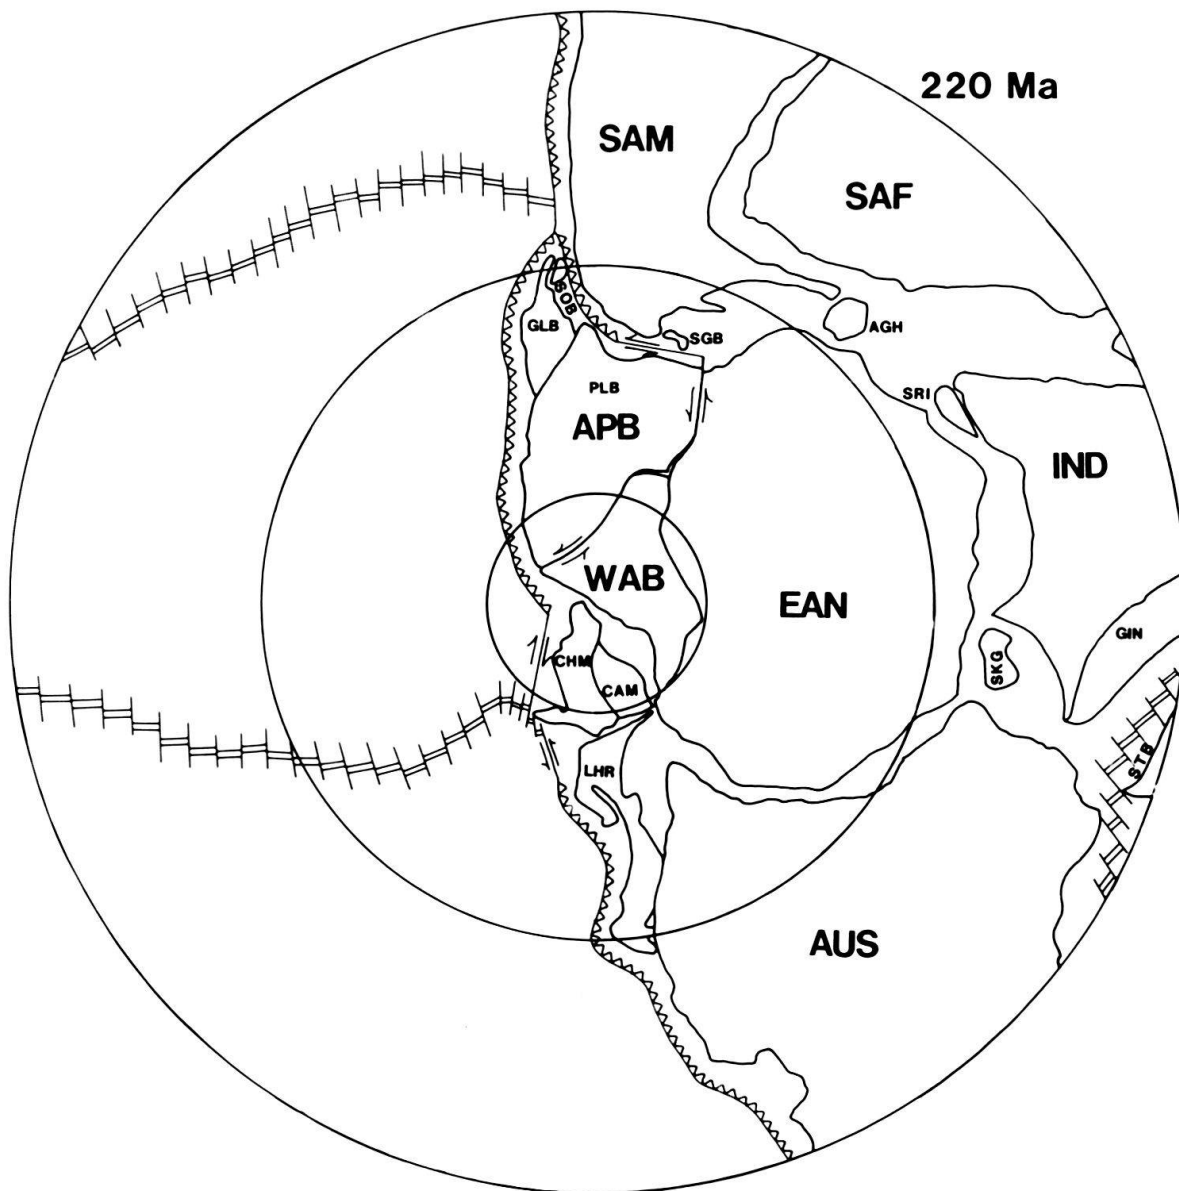 220 Ma
SAM
SAF
SOB
GLB
SGB
AGH
PLB
SRI
APB
IND
WAB
EAN
GIN
CHM
SKG
CAM
STB
LHR
AUS